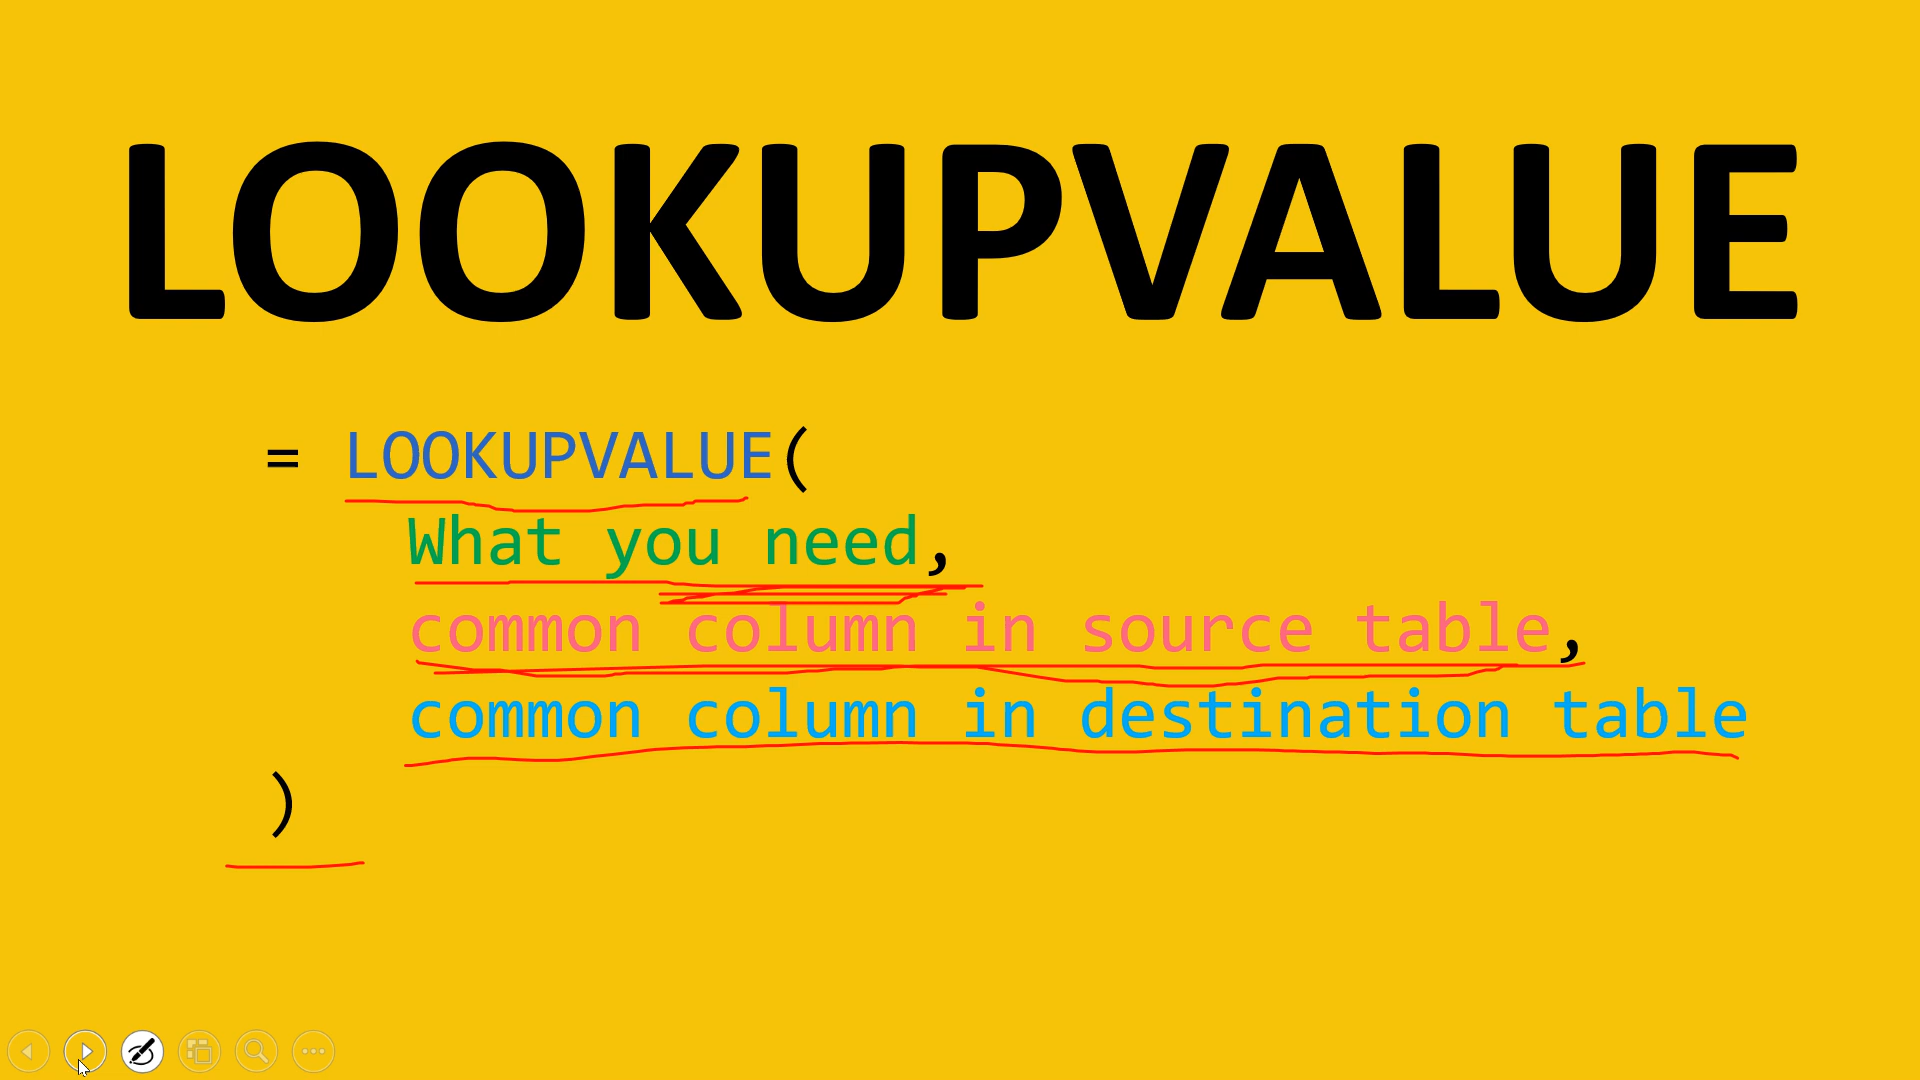 LOOKUPVALUE
= LOOKUPVALUE(
What you need,
common column in source table,
common column in destination table
)